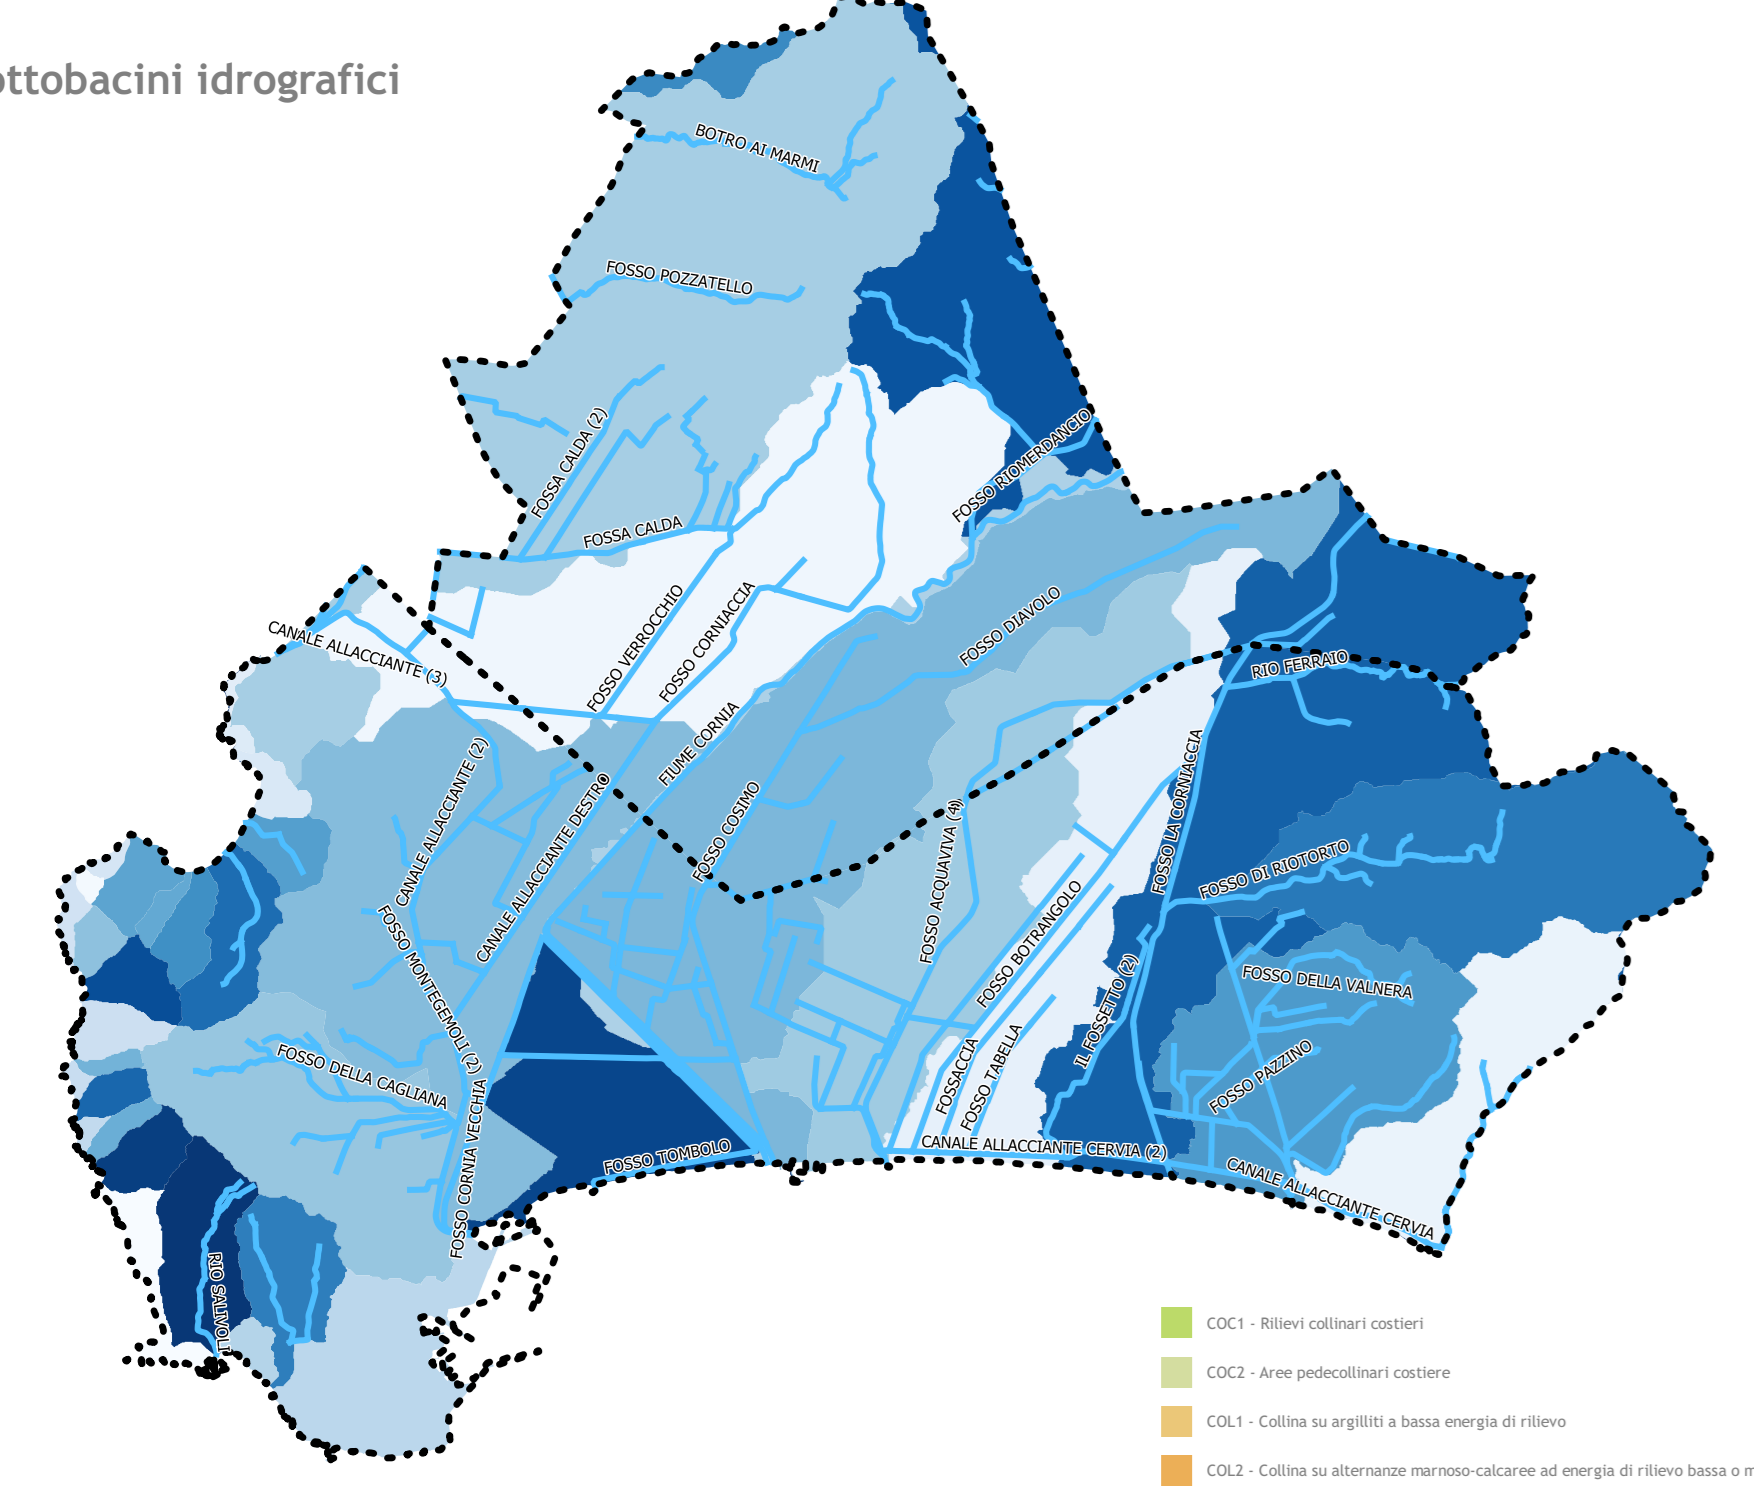 ottobacini idrografici
BOTRO AI MARMI
FOSSO POZZATELLO
FOSSA CALDA (2)
FOSSO RIOMERDANCIO
FOSSA CALDA
FOSSO VERROCCHIO
FOSSO CORNIACCIA
FOSSO DIAVOLO
CANALE ALLACCIANTE (3)
RIO FERRAIO
FIUME CORNIA
CANALE ALLACCIANTE (2)
CANALE ALLACCIANTE DESTRO
FOSSO COSIMO
FOSSO ACQUAVIVA (4)
FOSSO LA CORNIACCIA
FOSSO DI RIOTORTO
FOSSO MONTEGEMOLI (2)
FOSSO BOTRANGOLO
IL FOSSETTO (2)
FOSSO DELLA VALNERA
FOSSO DELLA CAGLIANA
FOSSACCIA
FOSSO TABELLA
FOSSO PAZZINO
FOSSO CORNIA VECCHIA
FOSSO TOMBOLO
CANALE ALLACCIANTE CERVIA (2)
CANALE ALLACCIANTE CERVIA
RIO SALIVOLI
COC1 - Rilievi collinari costieri
COC2 - Aree pedecollinari costiere
COL1 - Collina su argilliti a bassa energia di rilievo
COL2 - Collina su alternanze marnoso-calcaree ad energia di rilievo bassa o m